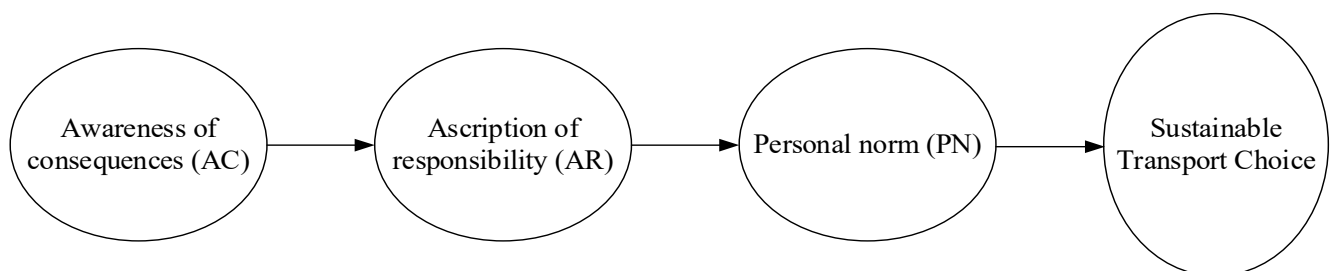 Awareness of
consequences (AC)
Ascription of
responsibility (AR)
Personal norm (PN)
Sustainable
Transport Choice